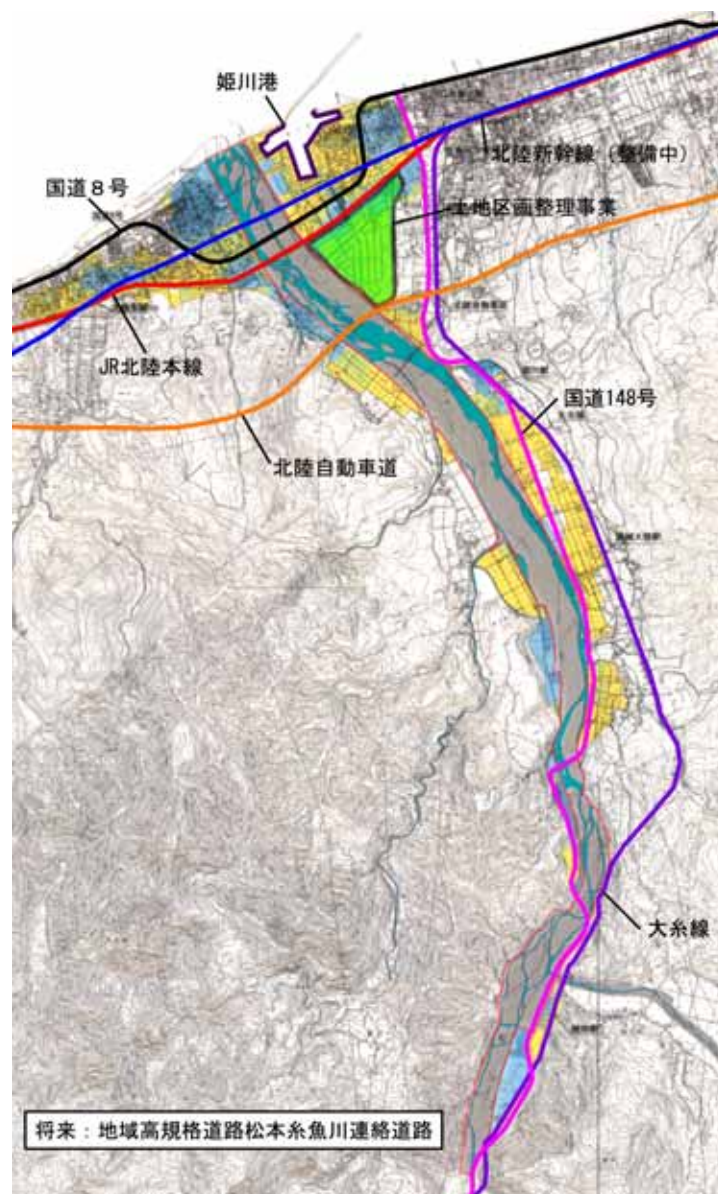 姫川港
北陸新幹線（整備中）
国道８号
土地区画整理事業
JR北陸本線
国道148号
北陸自動車道
大糸線
将来：地域高規格道路松本糸魚川連絡道路